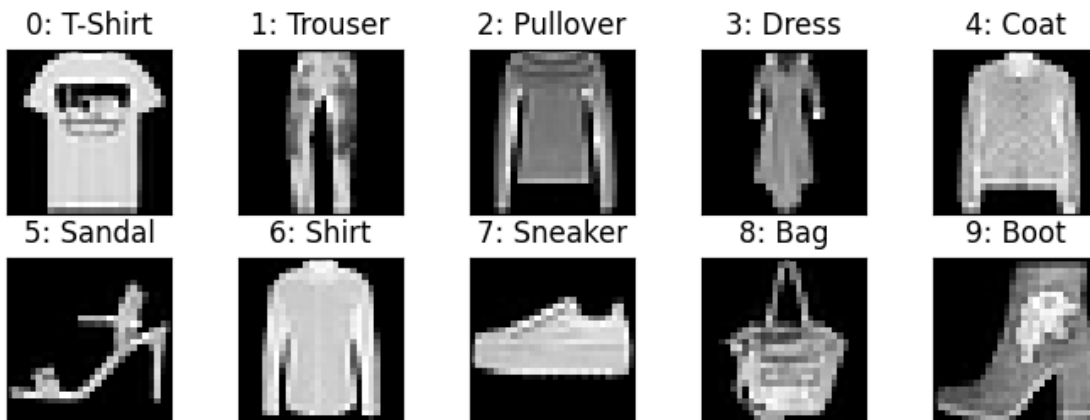 0: T-Shirt 1: Trouser 2: Pullover 3: Dress 4: Coat
5: Sandal 6: Shirt 7: Sneaker 8: Bag 9: Boot